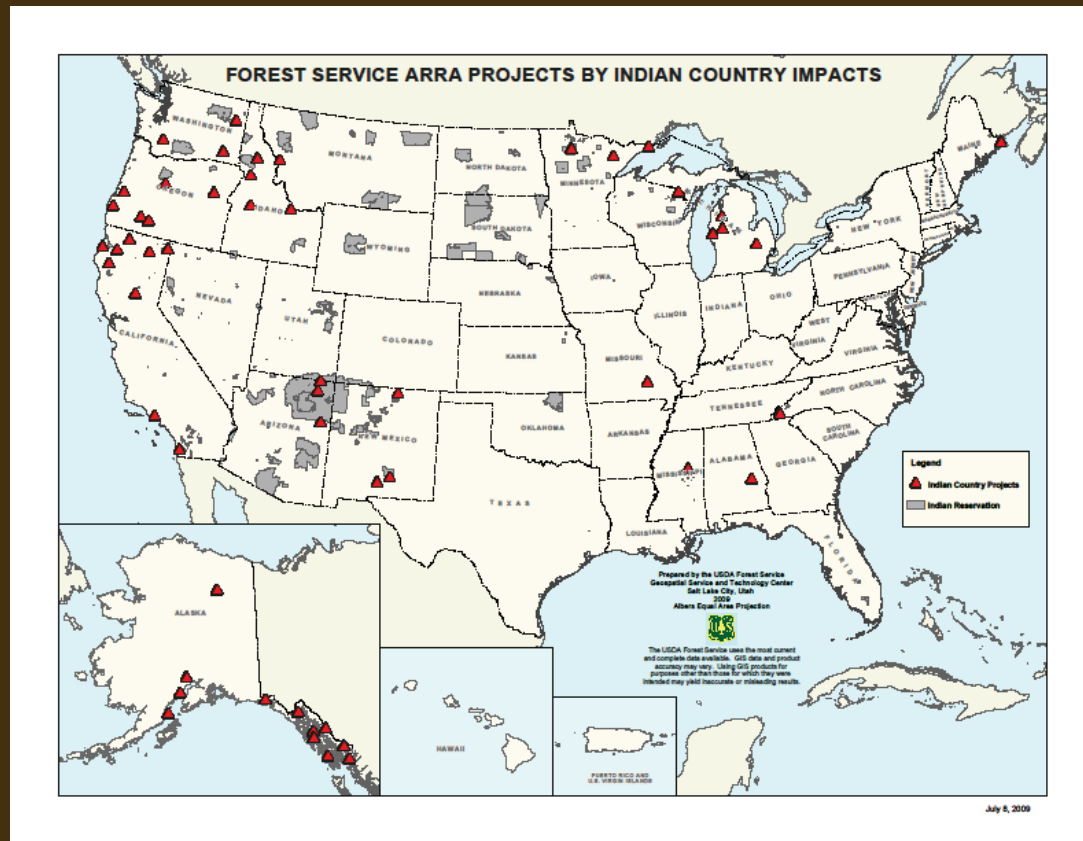 FOREST SERVICE ARRA PROJECTS BY INDIAN COUNTRY IMPACTS
WASHINGTON
MONTANA
NORTH DAKOTA
MINNESOTA
MAINE
OREGON
IDAHO
SOUTH DAKOTA
WISCONSIN
NEW YORK
WYOMING
IOWA
PENNSYLVANIA
NEVADA
NEBRASKA
ILLINOIS
INDIANA
OHIO
UTAH
COLORADO
WEST
VIRGINIA
VIRGINIA
CALIFORNIA
KANSAS
MISSOURI
KENTUCKY
NORTH CAROLINA
TENNESSEE
ARIZONA
NEW MEXICO
OKLAHOMA
ARKANSAS
SOUTH
CAROLINA
MISSISSIPPI
ALABAMA
GEORGIA
TEXAS
LOUISIANA
FLORIDA
Legend
Indian Country Projects
Indian Reservation
Prepared by the USDA Forest Service
Geospatial Service and Technology Center
Salt Lake City, Utah
2009
Albers Equal Area Projection
US
The USDA Forest Service uses the most current
and complete data available. GIS data and product
accuracy may vary. Using GIS products for
purposes other than those for which they were
intended may yield inaccurate or misleading results.
ALASKA
HAWAII
PUERTO RICO AND
U.S. VIRGIN ISLANDS
July 8, 2009